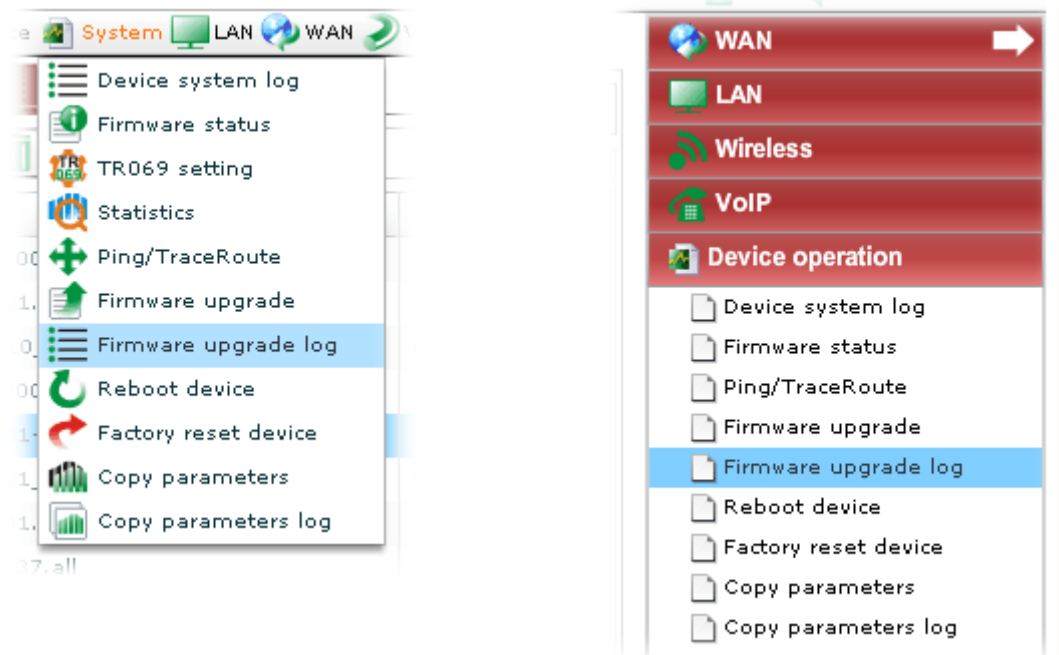 System LAN WAN
Device system log
Firmware status
TR069 setting
Statistics
Ping/TraceRoute
Firmware upgrade
Firmware upgrade log
Reboot device
Factory reset device
Copy parameters
Copy parameters log
37.all
WAN
LAN
Wireless
VoIP
Device operation
Device system log
Firmware status
Ping/TraceRoute
Firmware upgrade
Firmware upgrade log
Reboot device
Factory reset device
Copy parameters
Copy parameters log